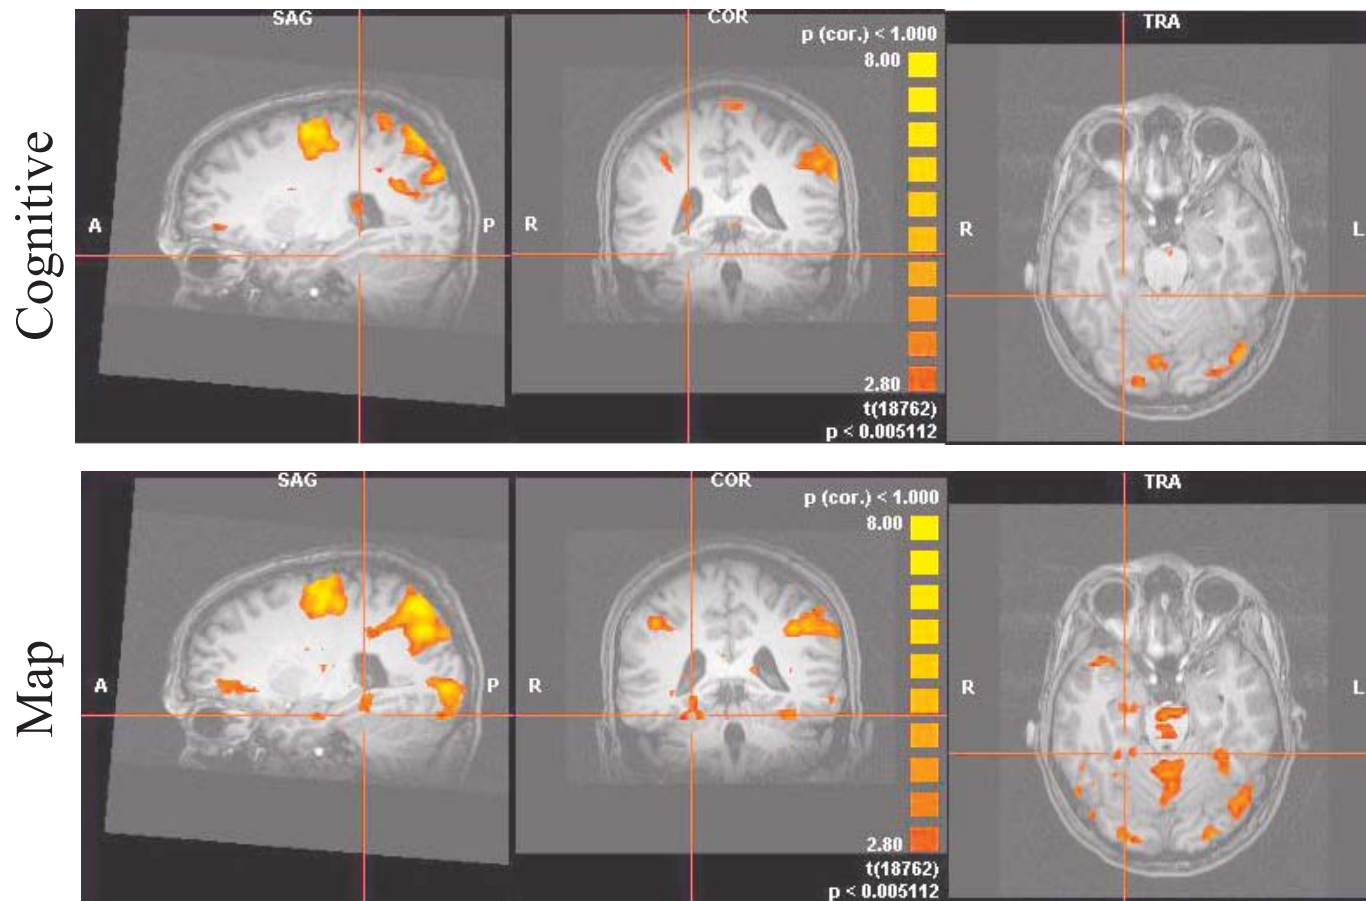 Cognitive
SAG
A
P
COR
p (cor.) < 1.000
8.00
R
2.80
t(18762)
p < 0.005112
TRA
R
L
Map
SAG
A
P
COR
p (cor.) < 1.000
8.00
R
2.80
t(18762)
p < 0.005112
TRA
R
L